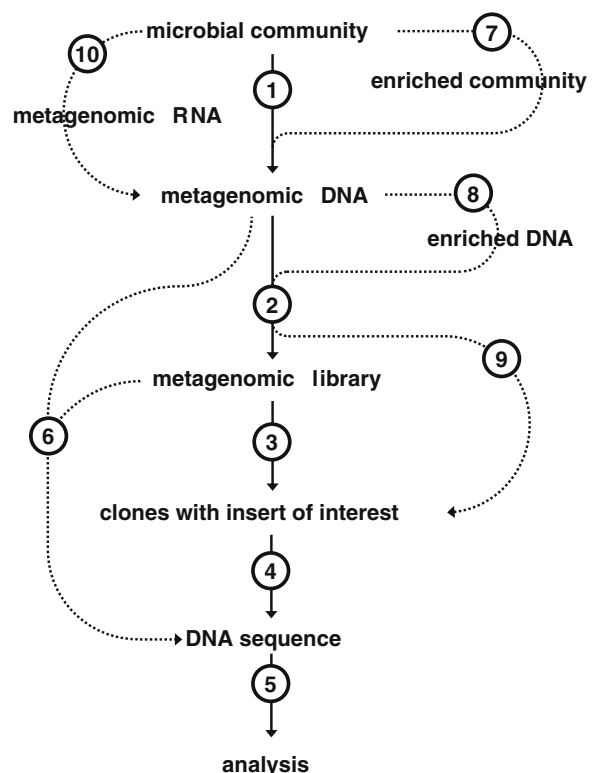 microbial community
7
10
enriched community
1
metagenomic RNA
metagenomic DNA
8
enriched DNA
2
9
metagenomic library
6
3
clones with insert of interest
4
DNA sequence
5
analysis